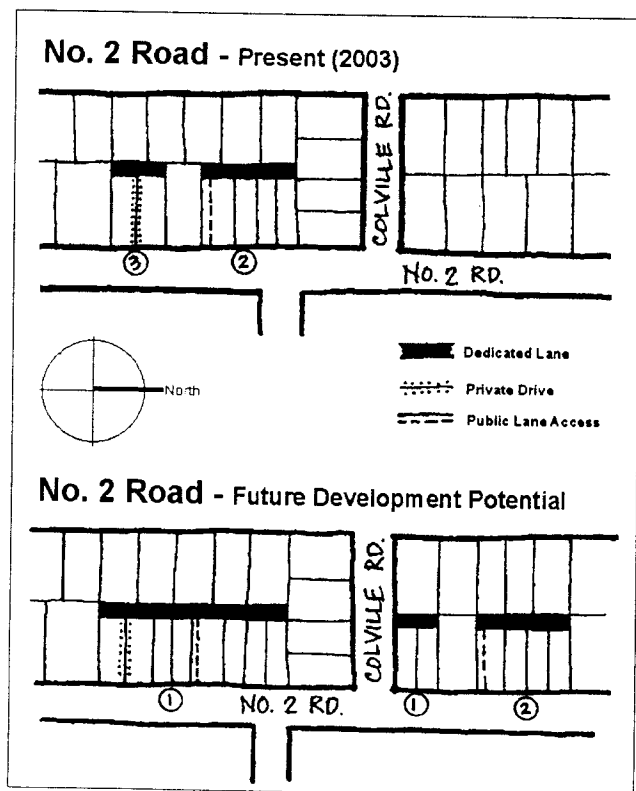 No. 2 Road - Present (2003)
COLVILLE RD.
③
②
NO. 2 RD.
North
Dedicated Lane
Private Drive
Public Lane Access
No. 2 Road - Future Development Potential
COLVILLE RD.
①
NO. 2 RD.
①
②